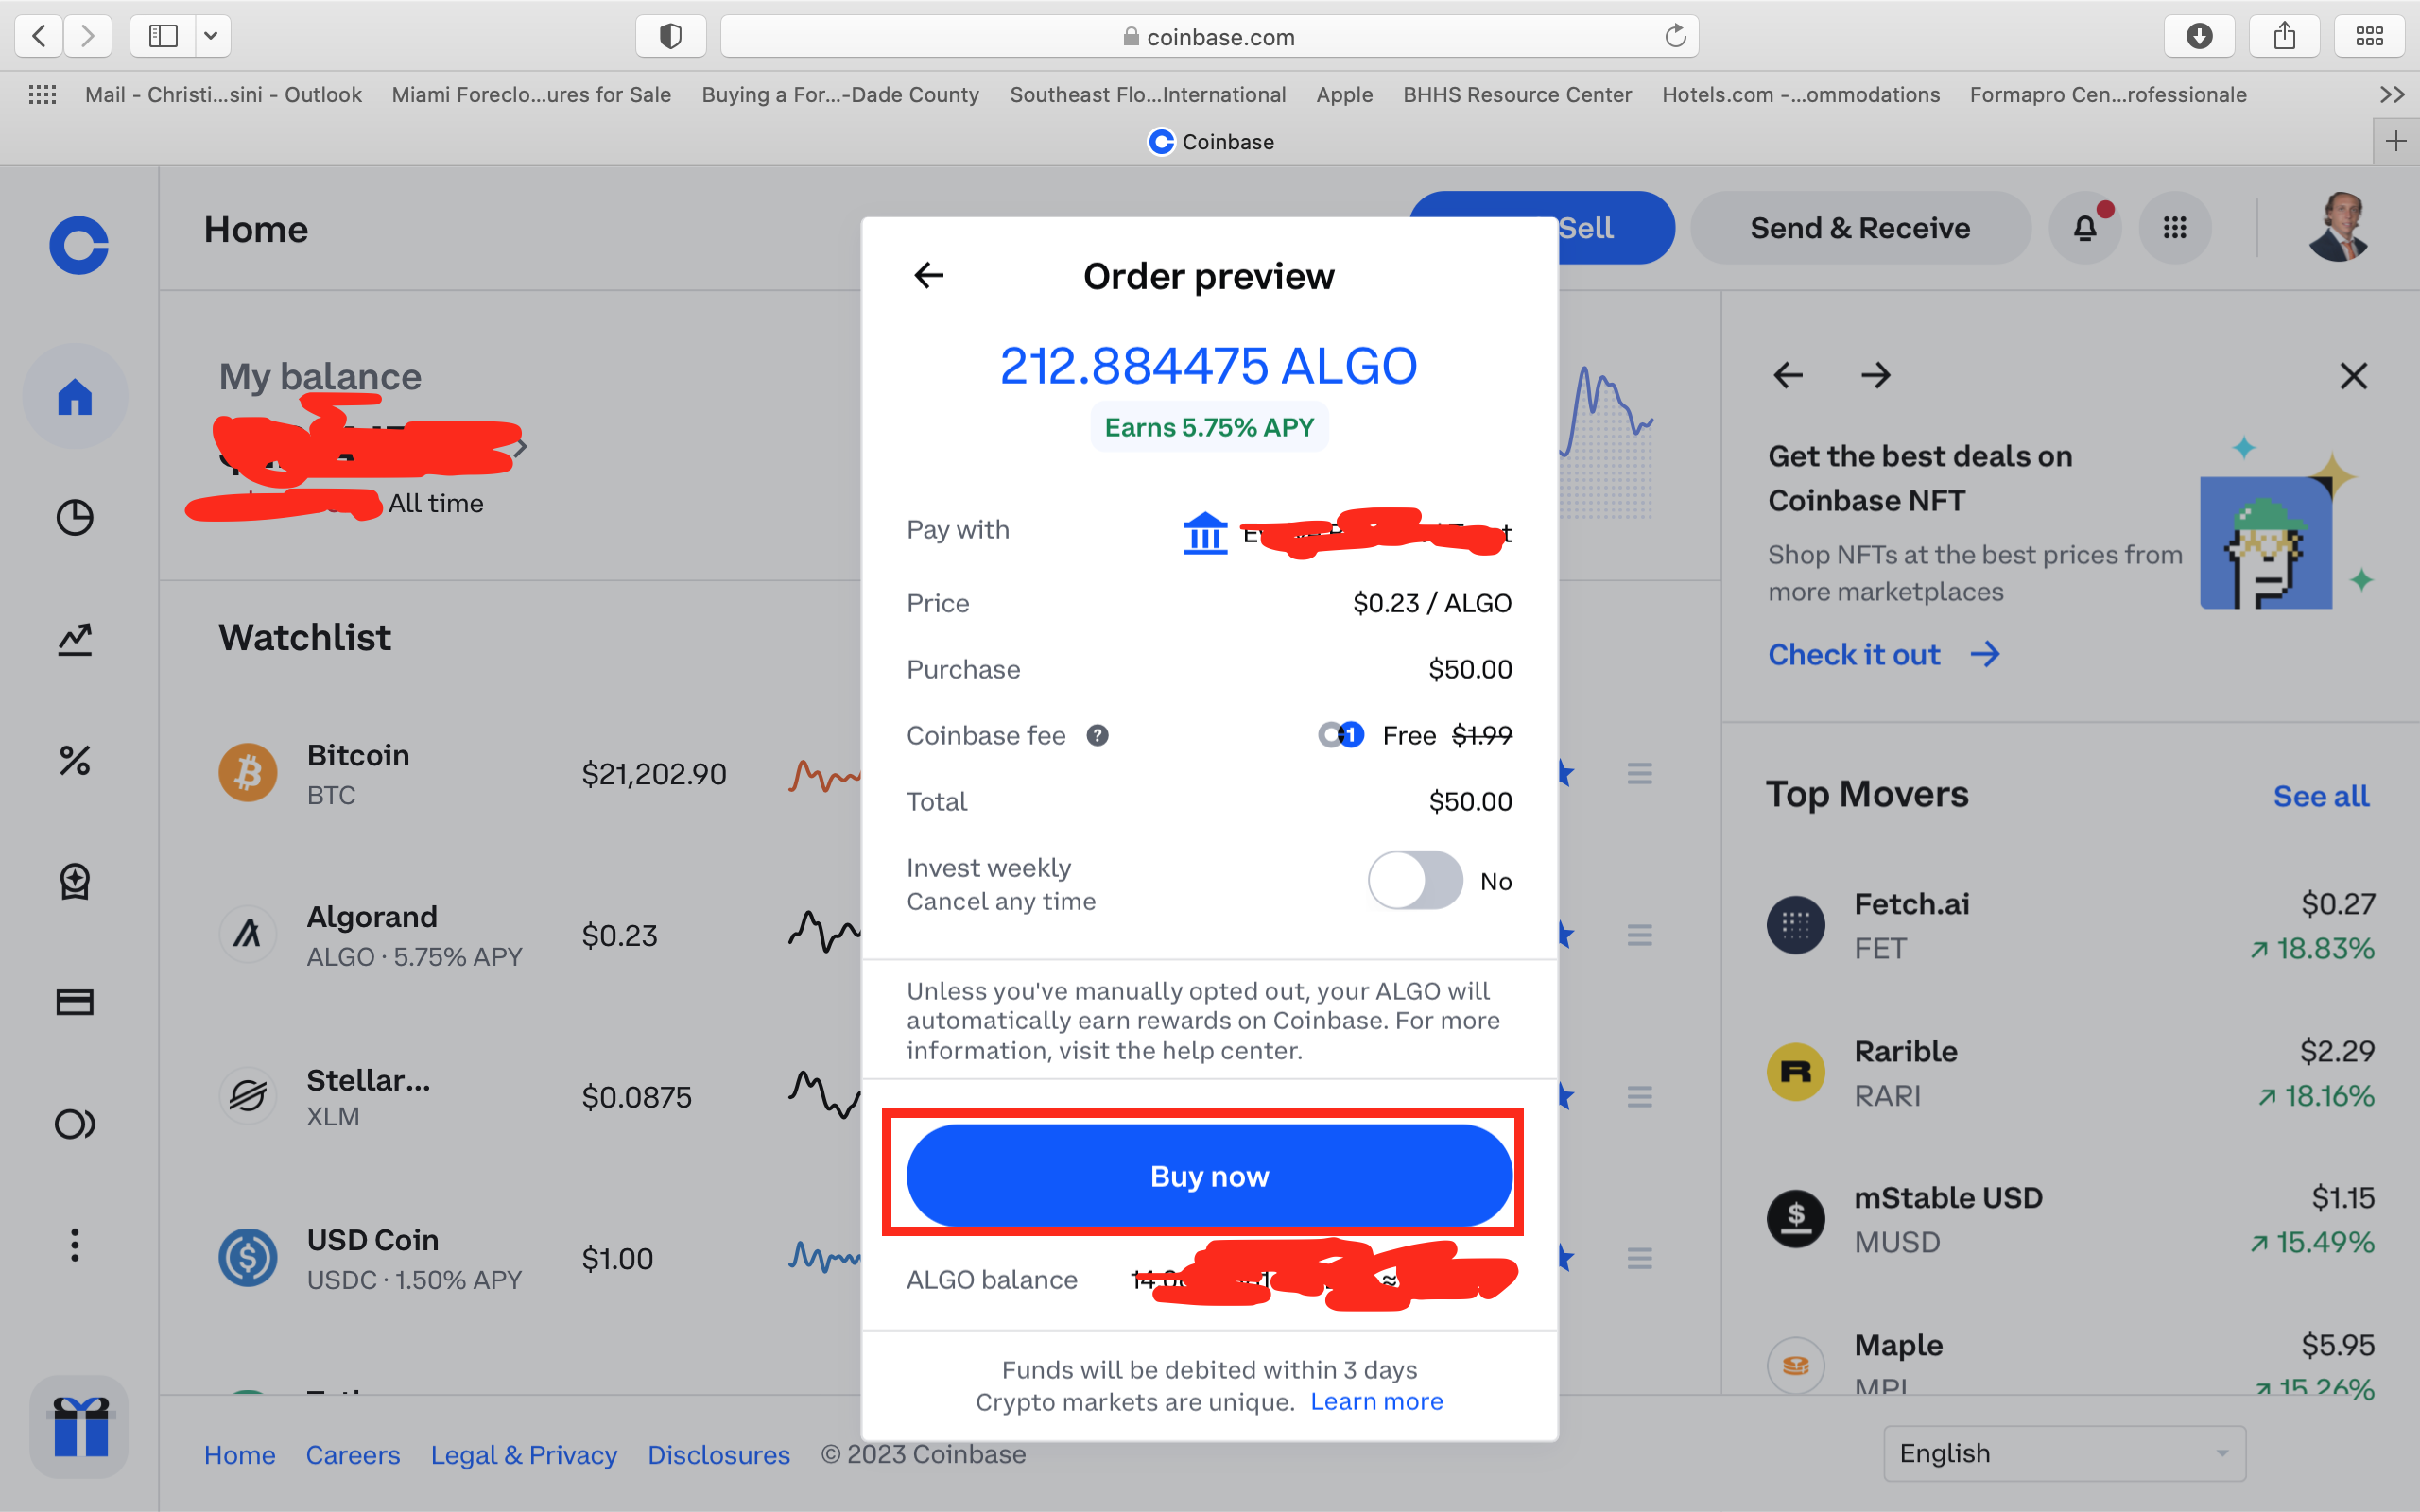 coinbase.com
Mail - Christi...sini - Outlook
Miami Foreclo...ures for Sale
Buying a For...-Dade County
Southeast Flo...International
Apple
BHHS Resource Center
Hotels.com -...ommodations
Formapro Cen...rofessionale
Coinbase
Home
Sell
Send & Receive
My balance
All time
Watchlist
Bitcoin
BTC
$21,202.90
Algorand
ALGO · 5.75% APY
$0.23
Stellar...
XLM
$0.0875
USD Coin
USDC · 1.50% APY
$1.00
Order preview
212.884475 ALGO
Earns 5.75% APY
Pay with
Price
$0.23 / ALGO
Purchase
$50.00
Coinbase fee ?
1 Free $1.99
Total
$50.00
Invest weekly
Cancel any time
No
Unless you've manually opted out, your ALGO will
automatically earn rewards on Coinbase. For more
information, visit the help center.
Buy now
ALGO balance
≈
Funds will be debited within 3 days
Crypto markets are unique. Learn more
Get the best deals on
Coinbase NFT
Shop NFTs at the best prices from
more marketplaces
Check it out
Top Movers
See all
Fetch.ai
FET
$0.27
18.83%
Rarible
RARI
$2.29
18.16%
mStable USD
MUSD
$1.15
15.49%
Maple
MPL
$5.95
15.26%
Home
Careers
Legal & Privacy
Disclosures
© 2023 Coinbase
English